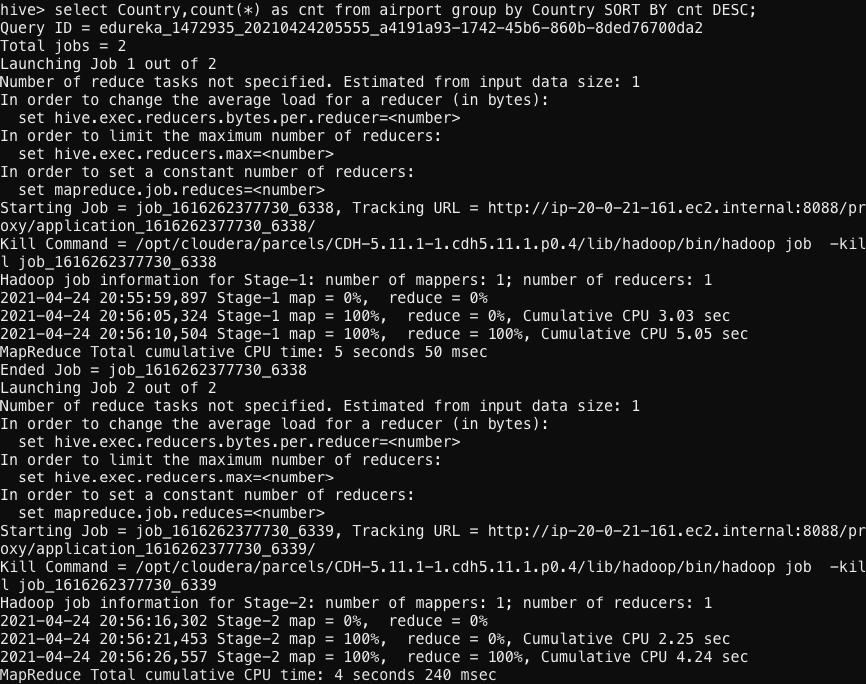 hive> select Country,count(*) as cnt from airport group by Country SORT BY cnt DESC;
Query ID = edureka_1472935_20210424205555_a4191a93-1742-45b6-860b-8ded76700da2
Total jobs = 2
Launching Job 1 out of 2
Number of reduce tasks not specified. Estimated from input data size: 1
In order to change the average load for a reducer (in bytes):
  set hive.exec.reducers.bytes.per.reducer=<number>
In order to limit the maximum number of reducers:
  set hive.exec.reducers.max=<number>
In order to set a constant number of reducers:
  set mapreduce.job.reduces=<number>
Starting Job = job_1616262377730_6338, Tracking URL = http://ip-20-0-21-161.ec2.internal:8088/pr
oxy/application_1616262377730_6338/
Kill Command = /opt/cloudera/parcels/CDH-5.11.1-1.cdh5.11.1.p0.4/lib/hadoop/bin/hadoop job  -kil
l job_1616262377730_6338
Hadoop job information for Stage-1: number of mappers: 1; number of reducers: 1
2021-04-24 20:55:59,897 Stage-1 map = 0%,  reduce = 0%
2021-04-24 20:56:05,324 Stage-1 map = 100%,  reduce = 0%, Cumulative CPU 3.03 sec
2021-04-24 20:56:10,504 Stage-1 map = 100%,  reduce = 100%, Cumulative CPU 5.05 sec
MapReduce Total cumulative CPU time: 5 seconds 50 msec
Ended Job = job_1616262377730_6338
Launching Job 2 out of 2
Number of reduce tasks not specified. Estimated from input data size: 1
In order to change the average load for a reducer (in bytes):
  set hive.exec.reducers.bytes.per.reducer=<number>
In order to limit the maximum number of reducers:
  set hive.exec.reducers.max=<number>
In order to set a constant number of reducers:
  set mapreduce.job.reduces=<number>
Starting Job = job_1616262377730_6339, Tracking URL = http://ip-20-0-21-161.ec2.internal:8088/pr
oxy/application_1616262377730_6339/
Kill Command = /opt/cloudera/parcels/CDH-5.11.1-1.cdh5.11.1.p0.4/lib/hadoop/bin/hadoop job  -kil
l job_1616262377730_6339
Hadoop job information for Stage-2: number of mappers: 1; number of reducers: 1
2021-04-24 20:56:16,302 Stage-2 map = 0%,  reduce = 0%
2021-04-24 20:56:21,453 Stage-2 map = 100%,  reduce = 0%, Cumulative CPU 2.25 sec
2021-04-24 20:56:26,557 Stage-2 map = 100%,  reduce = 100%, Cumulative CPU 4.24 sec
MapReduce Total cumulative CPU time: 4 seconds 240 msec